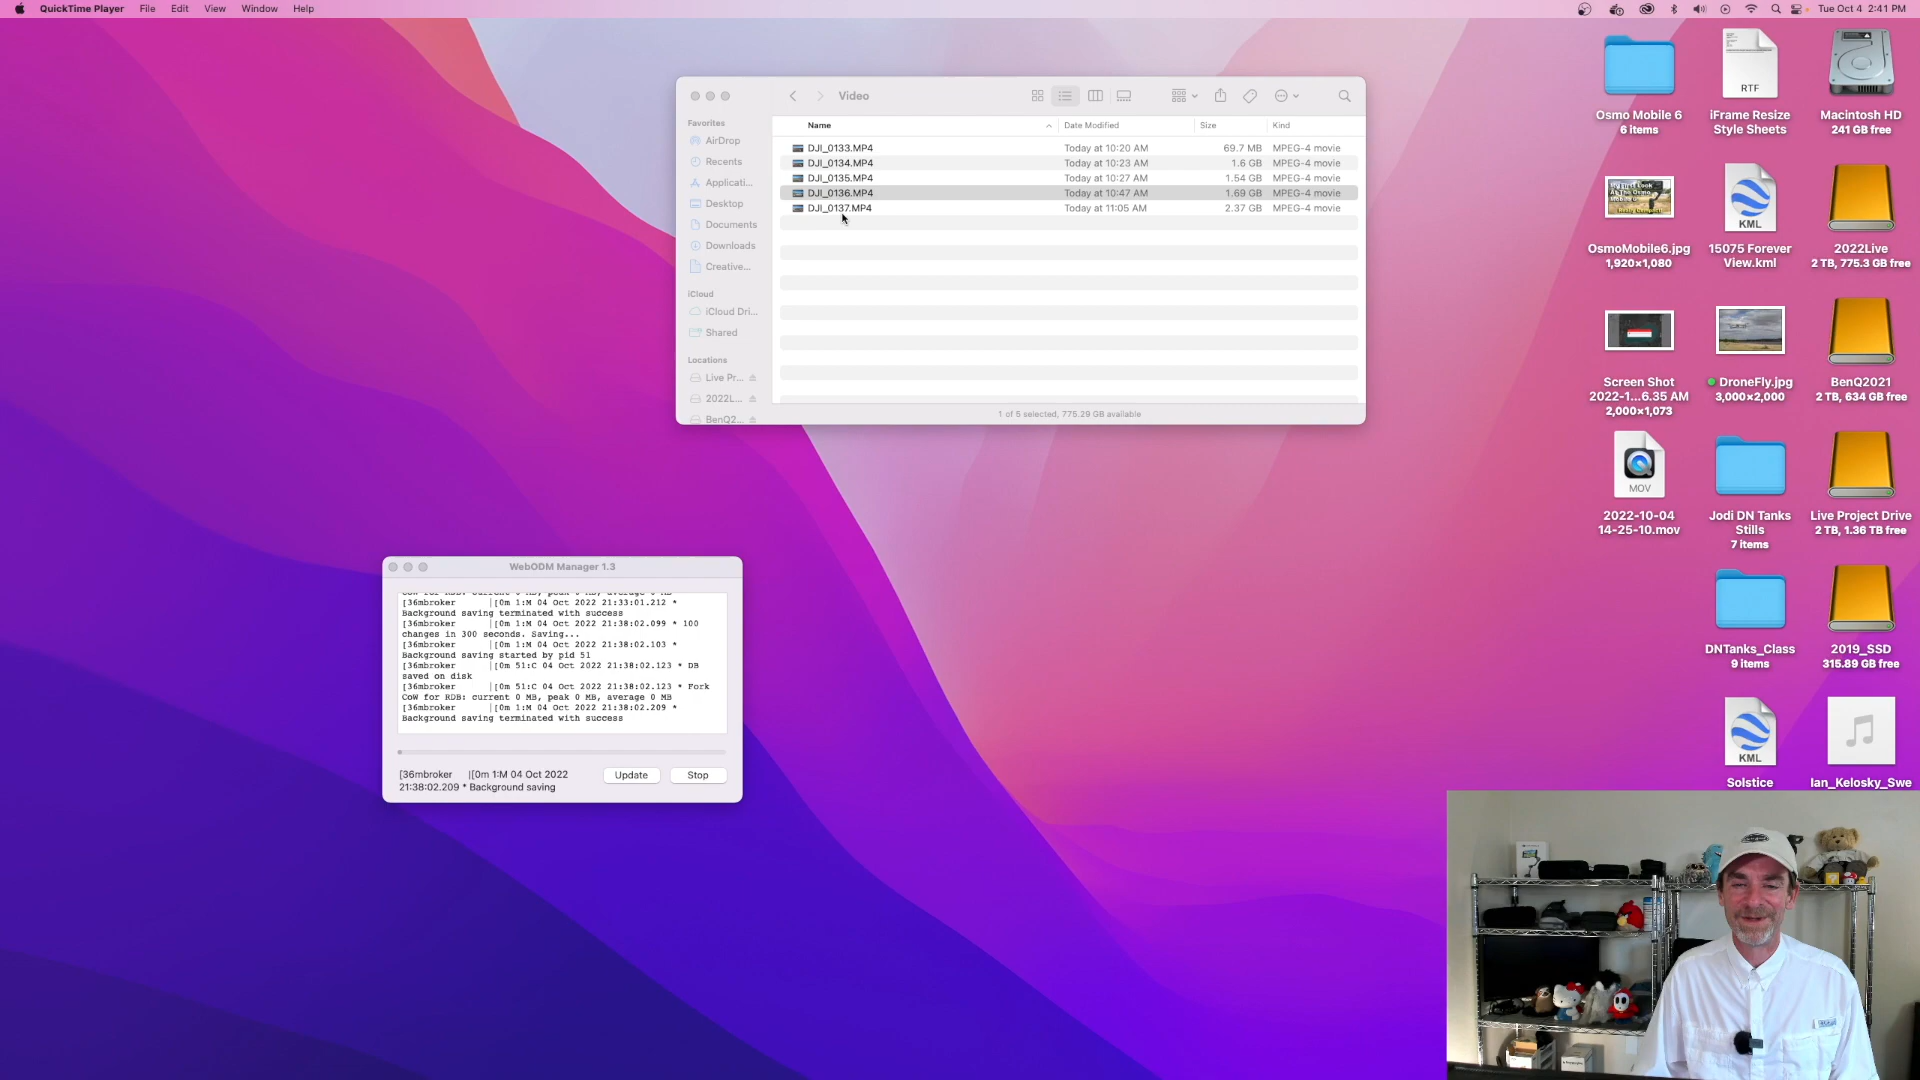 QuickTime Player File Edit View Window Help
Tue Oct 4 2:41 PM
Video
Favorites
AirDrop
Recents
Applicati...
Desktop
Documents
Downloads
Creative...
iCloud
iCloud Dri...
Shared
Locations
Live Pr...
2022L...
BenQ2...
Name Date Modified Size Kind
DJI_0133.MP4 Today at 10:20 AM 69.7 MB MPEG-4 movie
DJI_0134.MP4 Today at 10:23 AM 1.6 GB MPEG-4 movie
DJI_0135.MP4 Today at 10:27 AM 1.54 GB MPEG-4 movie
DJI_0136.MP4 Today at 10:47 AM 1.69 GB MPEG-4 movie
DJI_0137.MP4 Today at 11:05 AM 2.37 GB MPEG-4 movie
1 of 5 selected, 775.29 GB available
WebODM Manager 1.3
CoW for RDB: current 0 MB, peak 0 MB, average 0 MB
[36mbroker |[0m 1:M 04 Oct 2022 21:33:01.212 *
Background saving terminated with success
[36mbroker |[0m 1:M 04 Oct 2022 21:38:02.099 * 100
changes in 300 seconds. Saving...
[36mbroker |[0m 1:M 04 Oct 2022 21:38:02.103 *
Background saving started by pid 51
[36mbroker |[0m 51:C 04 Oct 2022 21:38:02.123 * DB
saved on disk
[36mbroker |[0m 51:C 04 Oct 2022 21:38:02.123 * Fork
CoW for RDB: current 0 MB, peak 0 MB, average 0 MB
[36mbroker |[0m 1:M 04 Oct 2022 21:38:02.209 *
Background saving terminated with success
[36mbroker |[0m 1:M 04 Oct 2022
21:38:02.209 * Background saving
Update Stop
Osmo Mobile 6
6 items
RTF
iFrame Resize
Style Sheets
Macintosh HD
241 GB free
OsmoMobile6.jpg
1,920×1,080
KML
15075 Forever
View.kml
2022Live
2 TB, 775.3 GB free
Screen Shot
2022-1...6.35 AM
2,000×1,073
DroneFly.jpg
3,000×2,000
BenQ2021
2 TB, 634 GB free
MOV
2022-10-04
14-25-10.mov
Jodi DN Tanks
Stills
7 items
Live Project Drive
2 TB, 1.36 TB free
DNTanks_Class
9 items
2019_SSD
315.89 GB free
KML
Solstice
Ian_Kelosky_Swe